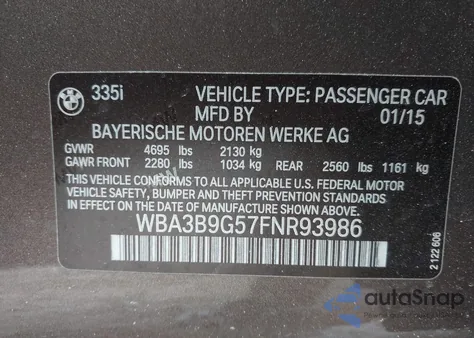 335i VEHICLE TYPE: PASSENGER CAR
MFD BY 01/15
BAYERISCHE MOTOREN WERKE AG
GVWR 4695 lbs 2130 kg
GAWR FRONT 2280 lbs 1034 kg REAR 2560 lbs 1161 kg
THIS VEHICLE CONFORMS TO ALL APPLICABLE U.S. FEDERAL MOTOR
VEHICLE SAFETY, BUMPER AND THEFT PREVENTION STANDARDS
IN EFFECT ON THE DATE OF MANUFACTURE SHOWN ABOVE.
WBA3B9G57FNR93986
2 122 606
autoSnap